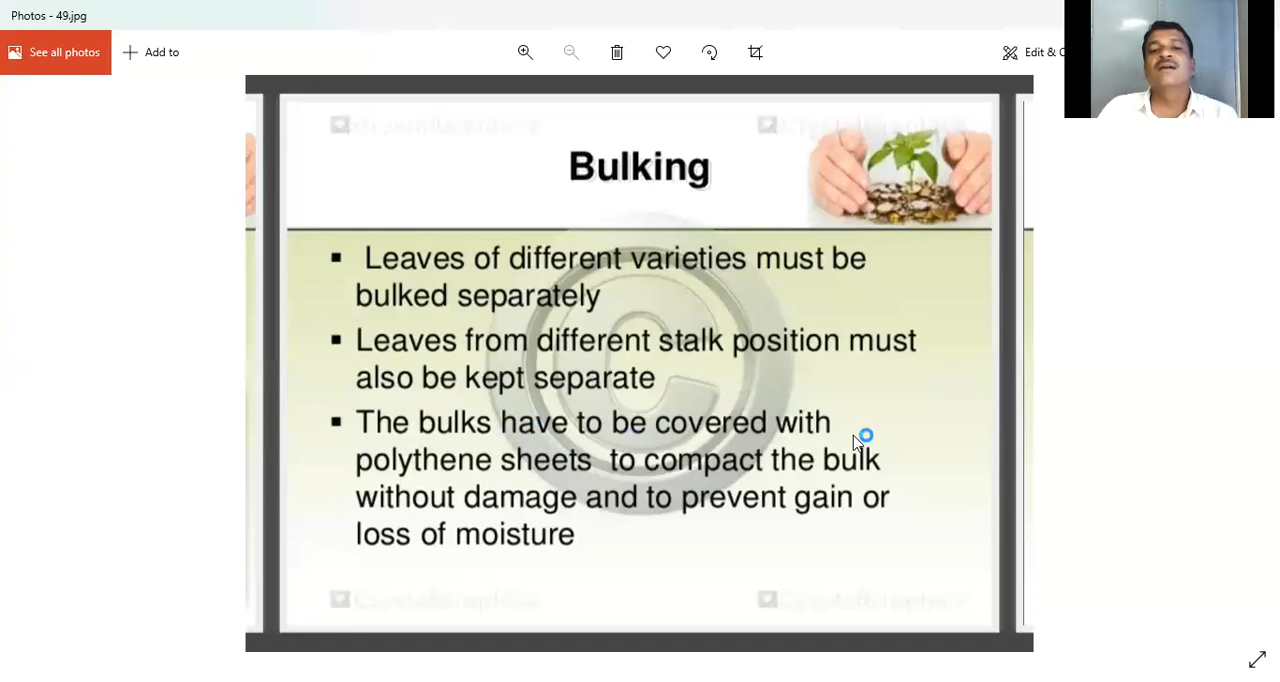 Photos - 49.jpg
See all photos
Add to
Edit & C
Bulking
▪ Leaves of different varieties must be
bulked separately
▪ Leaves from different stalk position must
also be kept separate
▪ The bulks have to be covered with
polythene sheets to compact the bulk
without damage and to prevent gain or
loss of moisture